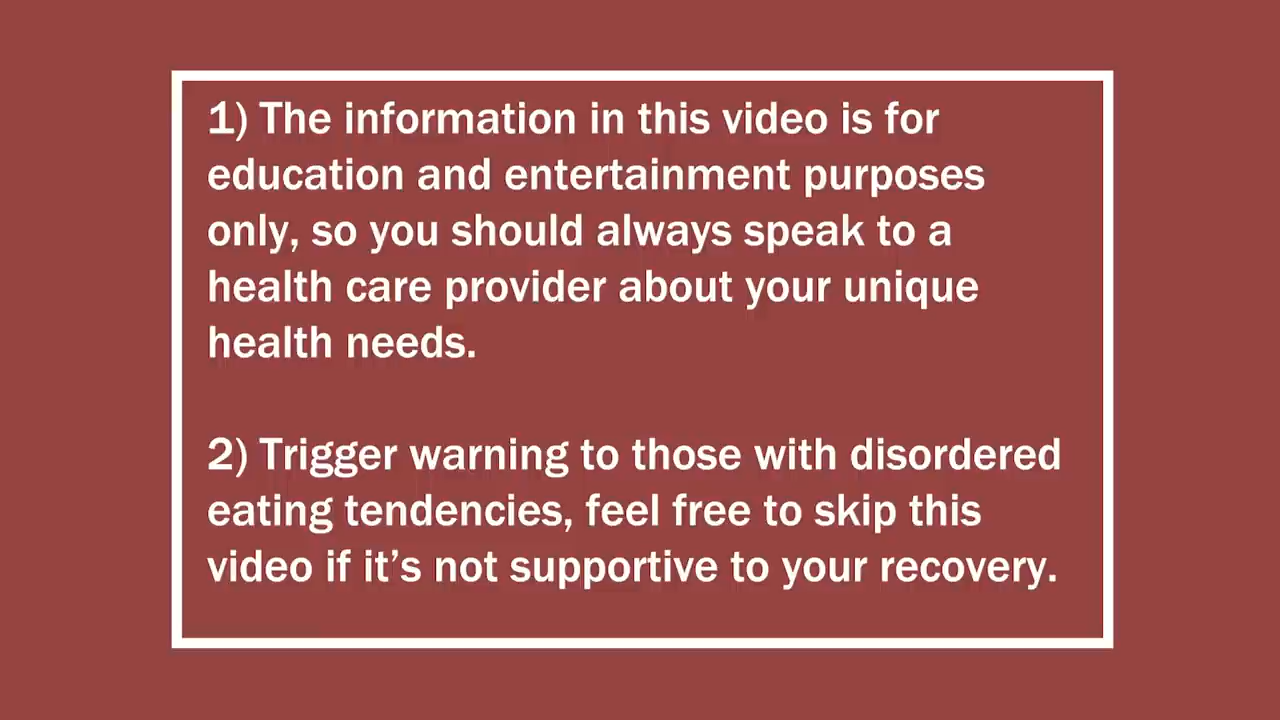 1) The information in this video is for
education and entertainment purposes
only, so you should always speak to a
health care provider about your unique
health needs.
2) Trigger warning to those with disordered
eating tendencies, feel free to skip this
video if it’s not supportive to your recovery.